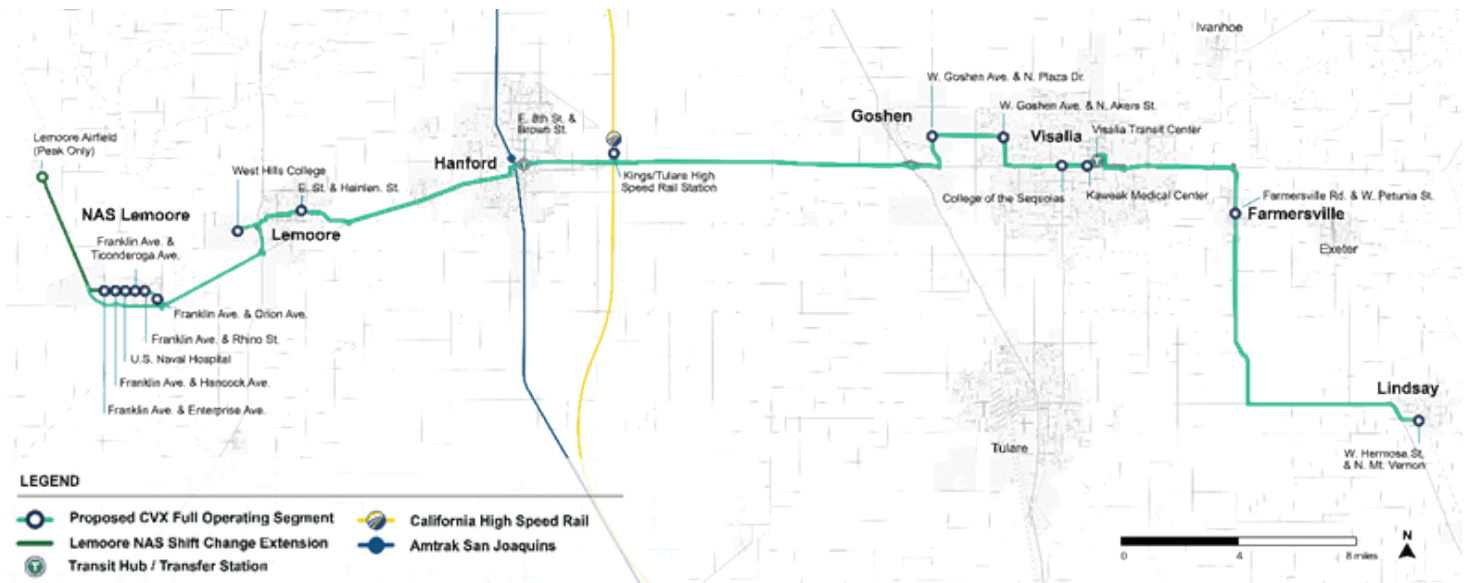 Ivanhoe
W. Goshen Ave. & N. Plaza Dr.
W. Goshen Ave. & N. Akers St.
Goshen
Visalia
Visalia Transit Center
E. 8th St. &
Brown St.
Lemoore Airfield
(Peak Only)
Hanford
West Hills College
Kings/Tulare High
Speed Rail Station
E. St. & Hainlen. St.
College of the Sequoias
Kaweak Medical Center
Farmersville Rd. & W. Petunia St.
Farmersville
NAS Lemoore
Lemoore
Exeter
Franklin Ave. &
Ticonderoga Ave.
Franklin Ave. & Orion Ave.
Franklin Ave. & Rhino St.
U.S. Naval Hospital
Franklin Ave. & Hancock Ave.
Franklin Ave. & Enterprise Ave.
Lindsay
Tulare
W. Hermosa St.
& N. Mt. Vernon
LEGEND
Proposed CVX Full Operating Segment
Lemoore NAS Shift Change Extension
T Transit Hub / Transfer Station
California High Speed Rail
Amtrak San Joaquins
N
0 4 8 miles